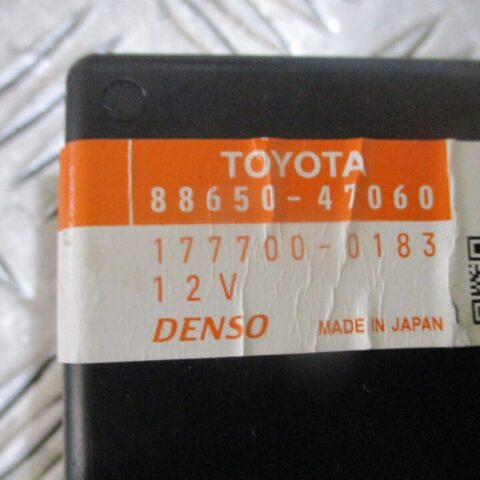 TOYOTA
88650-47060
177700-0183
12V
DENSO MADE IN JAPAN